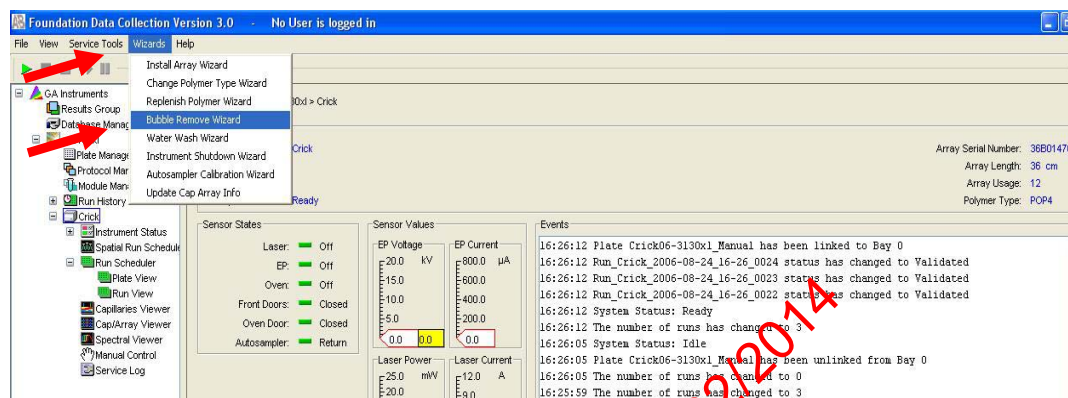 Foundation Data Collection Version 3.0 - No User is logged in
File View Service Tools Wizards Help
Install Array Wizard
Change Polymer Type Wizard
Replenish Polymer Wizard
Bubble Remove Wizard
Water Wash Wizard
Instrument Shutdown Wizard
Autosampler Calibration Wizard
Update Cap Array Info
GA Instruments
Results Group
Database Manag
Plate Manage
Protocol Mar
Module Man
Run History
Crick
Instrument Status
Spatial Run Schedule
Run Scheduler
Plate View
Run View
Capillaries Viewer
Cap/Array Viewer
Spectral Viewer
Manual Control
Service Log
> Crick
Crick
Ready
Array Serial Number: 36B0147
Array Length: 36 cm
Array Usage: 12
Polymer Type: POP4
Sensor States
Laser: Off
EP: Off
Oven: Off
Front Doors: Closed
Oven Door: Closed
Autosampler: Return
Sensor Values
EP Voltage
20.0 kV
15.0
10.0
5.0
0.0 0.0
EP Current
800.0 µA
600.0
400.0
200.0
0.0
Laser Power
25.0 mW
20.0
Laser Current
12.0 A
9.0
Events
16:26:12 Plate Crick06-3130xl_Manual has been linked to Bay 0
16:26:12 Run_Crick_2006-08-24_16-26_0024 status has changed to Validated
16:26:12 Run_Crick_2006-08-24_16-26_0023 status has changed to Validated
16:26:12 Run_Crick_2006-08-24_16-26_0022 status has changed to Validated
16:26:12 System Status: Ready
16:26:12 The number of runs has changed to 3
16:26:05 System Status: Idle
16:26:05 Plate Crick06-3130xl_Manual has been unlinked from Bay 0
16:26:05 The number of runs has changed to 0
16:25:59 The number of runs has changed to 3
2/2014